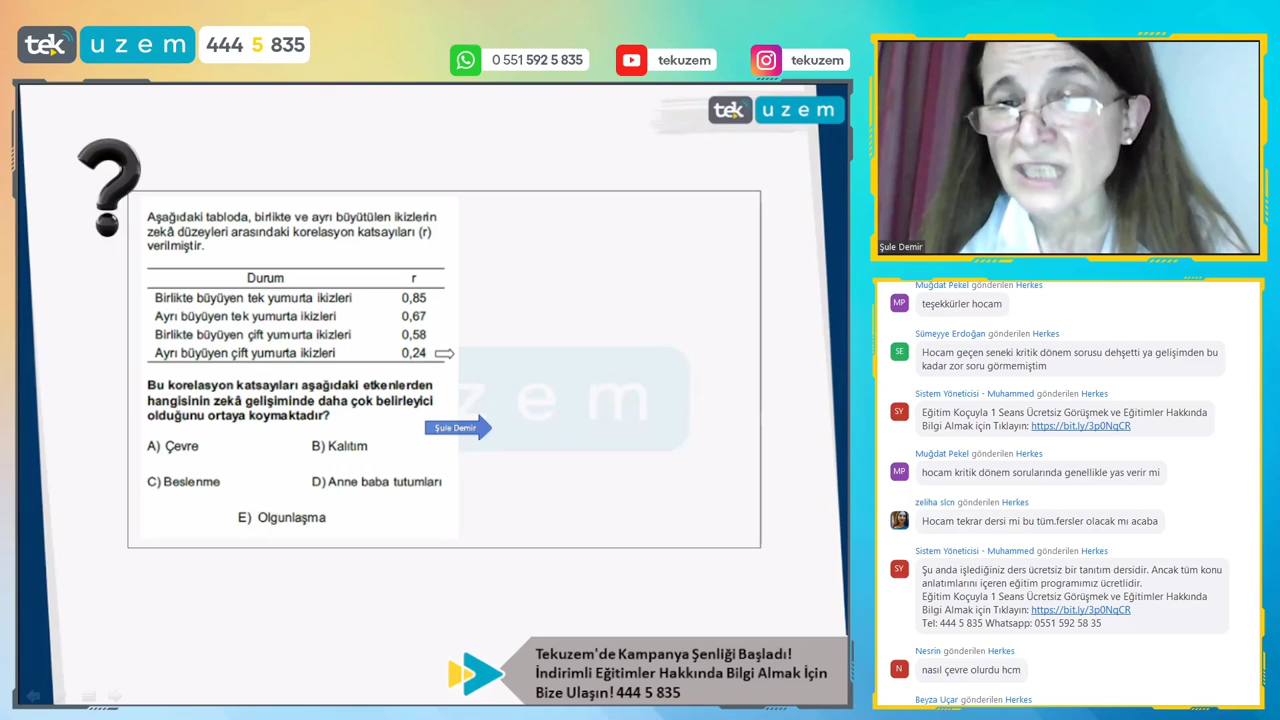 tek uzem 444 5 835
0 551 592 5 835
tekuzem
tekuzem
tek uzem
Aşağıdaki tabloda, birlikte ve ayrı büyütülen ikizlerin
zekâ düzeyleri arasındaki korelasyon katsayıları (r)
verilmiştir.
Durum r
Birlikte büyüyen tek yumurta ikizleri 0,85
Ayrı büyüyen tek yumurta ikizleri 0,67
Birlikte büyüyen çift yumurta ikizleri 0,58
Ayrı büyüyen çift yumurta ikizleri 0,24
Bu korelasyon katsayıları aşağıdaki etkenlerden
hangisinin zekâ gelişiminde daha çok belirleyici
olduğunu ortaya koymaktadır?
A) Çevre B) Kalıtım
C) Beslenme D) Anne baba tutumları
E) Olgunlaşma
zem
Şule Demir
Tekuzem'de Kampanya Şenliği Başladı!
İndirimli Eğitimler Hakkında Bilgi Almak İçin
Bize Ulaşın! 444 5 835
Şule Demir
Muğdat Pekel gönderilen Herkes
MP teşekkürler hocam
Sümeyye Erdoğan gönderilen Herkes
SE Hocam geçen seneki kritik dönem sorusu dehşetti ya gelişimden bu
kadar zor soru görmemiştim
Sistem Yöneticisi - Muhammed gönderilen Herkes
SY Eğitim Koçuyla 1 Seans Ücretsiz Görüşmek ve Eğitimler Hakkında
Bilgi Almak için Tıklayın: https://bit.ly/3p0NqCR
Muğdat Pekel gönderilen Herkes
MP hocam kritik dönem sorularında genellikle yas verir mi
zeliha slcn gönderilen Herkes
Hocam tekrar dersi mi bu tüm.fersler olacak mı acaba
Sistem Yöneticisi - Muhammed gönderilen Herkes
SY Şu anda işlediğiniz ders ücretsiz bir tanıtım dersidir. Ancak tüm konu
anlatımlarını içeren eğitim programımız ücretlidir.
Eğitim Koçuyla 1 Seans Ücretsiz Görüşmek ve Eğitimler Hakkında
Bilgi Almak için Tıklayın: https://bit.ly/3p0NqCR
Tel: 444 5 835 Whatsapp: 0551 592 58 35
Nesrin gönderilen Herkes
N nasıl çevre olurdu hcm
Beyza Uçar gönderilen Herkes